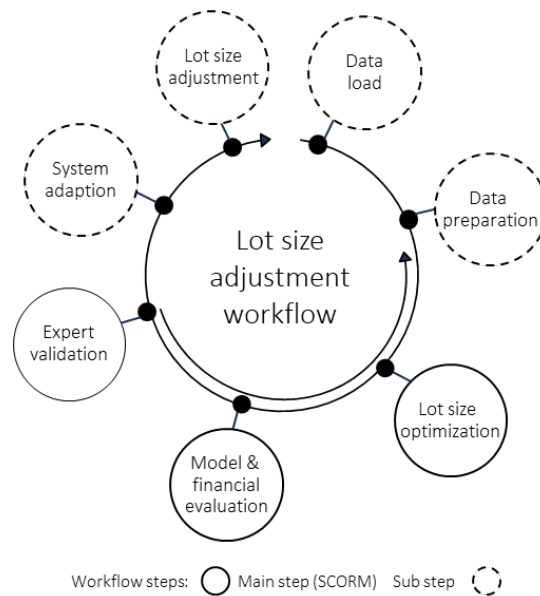 Lot size
adjustment
Data
load
System
adaption
Data
preparation
Lot size
adjustment
workflow
Expert
validation
Lot size
optimization
Model &
financial
evaluation
Workflow steps: Main step (SCORM) Sub step